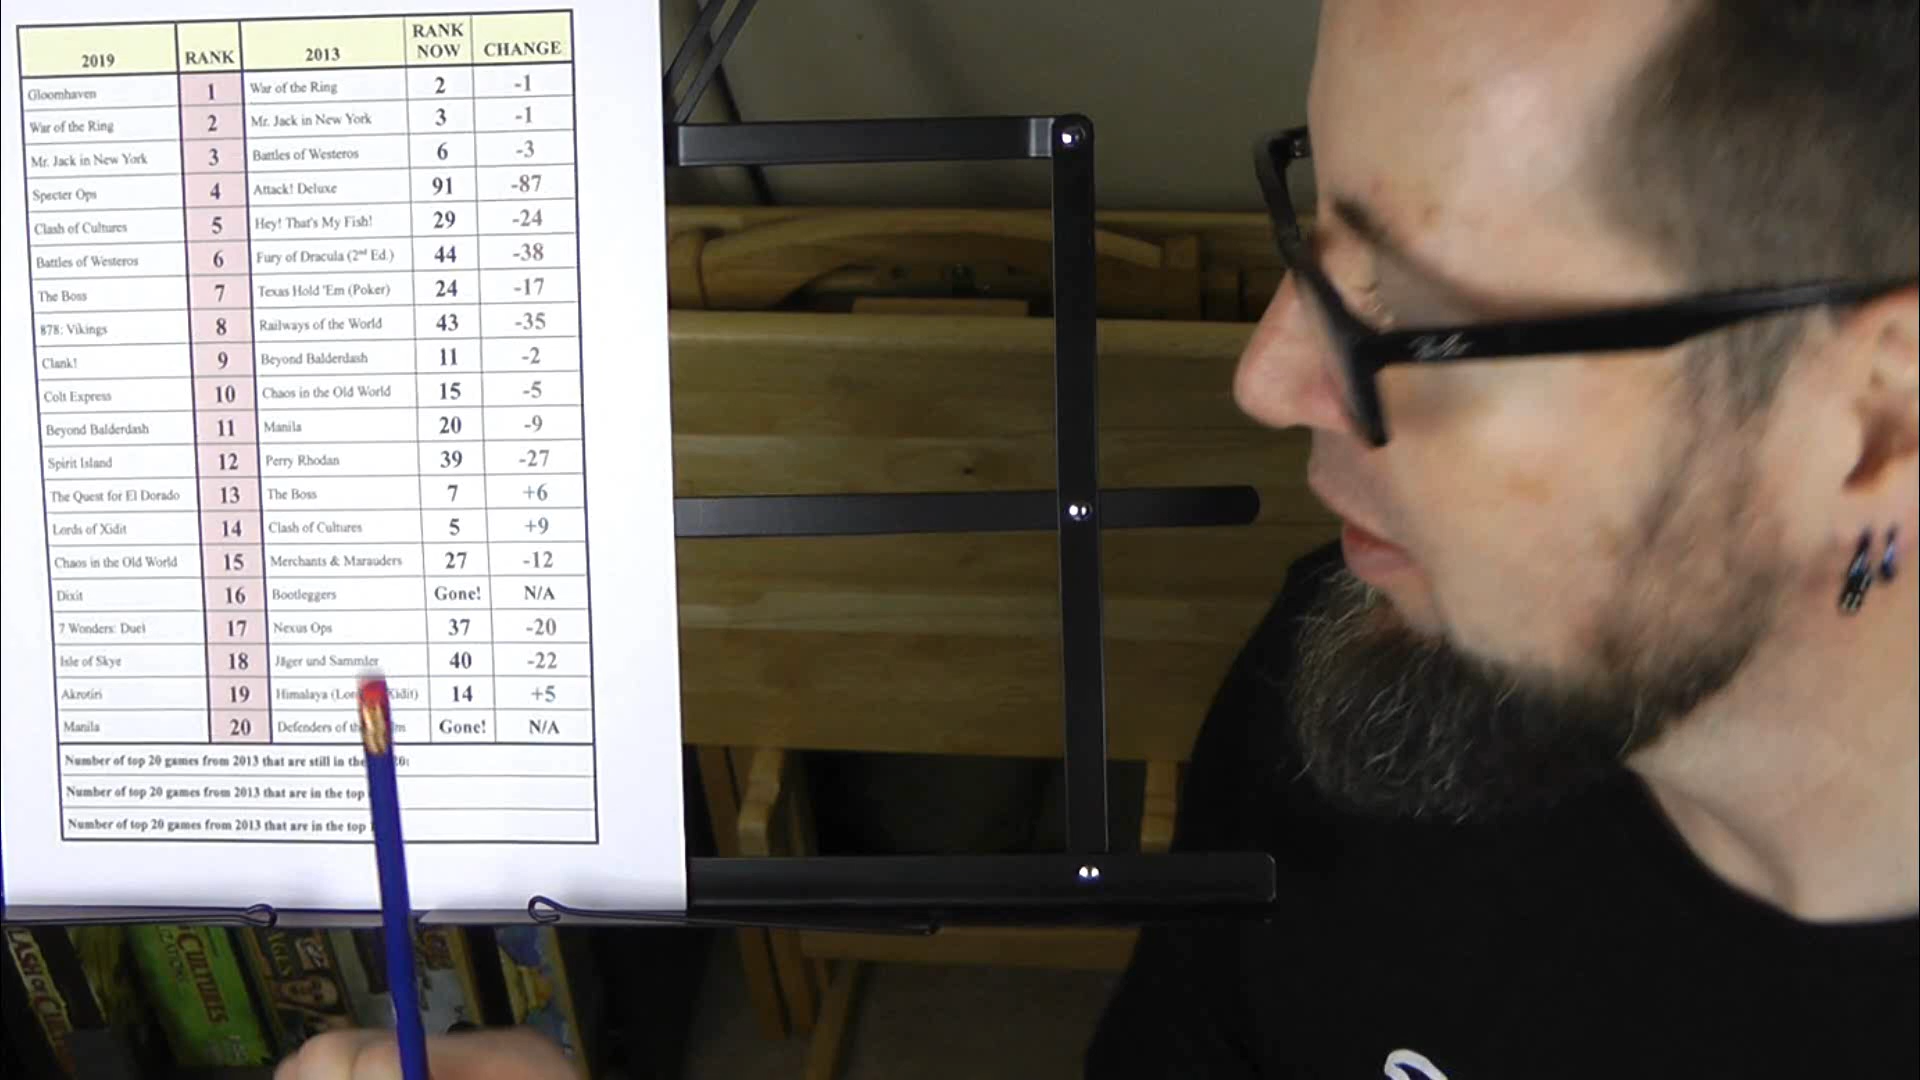 2019 RANK 2013 RANK NOW CHANGE
Gloomhaven 1 War of the Ring 2 -1
War of the Ring 2 Mr. Jack in New York 3 -1
Mr. Jack in New York 3 Battles of Westeros 6 -3
Specter Ops 4 Attack! Deluxe 91 -87
Clash of Cultures 5 Hey! That's My Fish! 29 -24
Battles of Westeros 6 Fury of Dracula (2nd Ed.) 44 -38
The Boss 7 Texas Hold 'Em (Poker) 24 -17
878: Vikings 8 Railways of the World 43 -35
Clank! 9 Beyond Balderdash 11 -2
Colt Express 10 Chaos in the Old World 15 -5
Beyond Balderdash 11 Manila 20 -9
Spirit Island 12 Perry Rhodan 39 -27
The Quest for El Dorado 13 The Boss 7 +6
Lords of Xidit 14 Clash of Cultures 5 +9
Chaos in the Old World 15 Merchants & Marauders 27 -12
Dixit 16 Bootleggers Gone! N/A
7 Wonders: Duel 17 Nexus Ops 37 -20
Isle of Skye 18 Jäger und Sammler 40 -22
Akrotiri 19 Himalaya (Lords Xidit) 14 +5
Manila 20 Defenders of Gone! N/A
Number of top 20 games from 2013 that are still in the
Number of top 20 games from 2013 that are in the top
Number of top 20 games from 2013 that are in the top
CULTURES